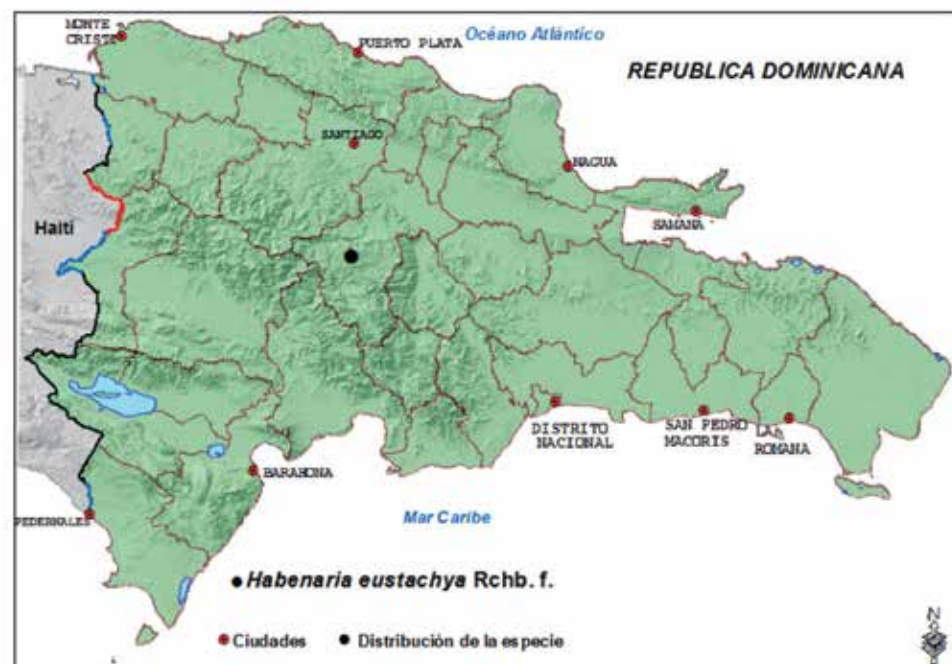 MONTE
CRISTI
PUERTO PLATA
Océano Atlántico
REPUBLICA DOMINICANA
SANTIAGO
NAGUA
SAMANA
Haití
DISTRITO
NACIONAL
SAN PEDRO
MACORIS
LA
ROMANA
BARAHONA
PEDERNALES
Mar Caribe
Habenaria eustachya Rchb. f.
Ciudades
Distribución de la especie